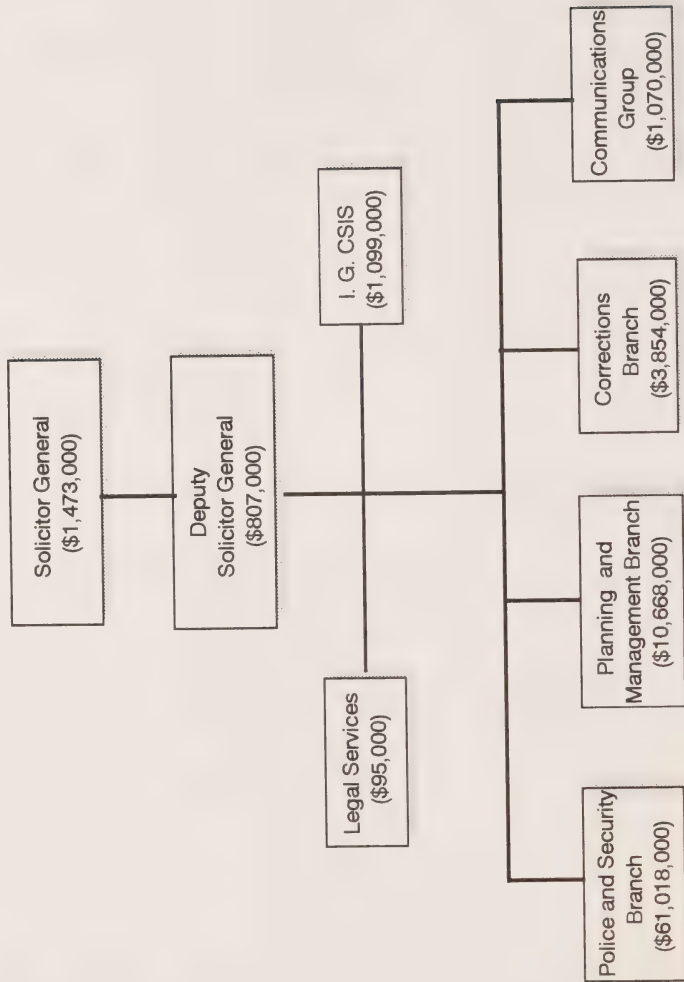 Solicitor General
($1,473,000)
Deputy
Solicitor General
($807,000)
Legal Services
($95,000)
I. G. CSIS
($1,099,000)
Police and Security
Branch
($61,018,000)
Planning and
Management Branch
($10,668,000)
Corrections
Branch
($3,854,000)
Communications
Group
($1,070,000)